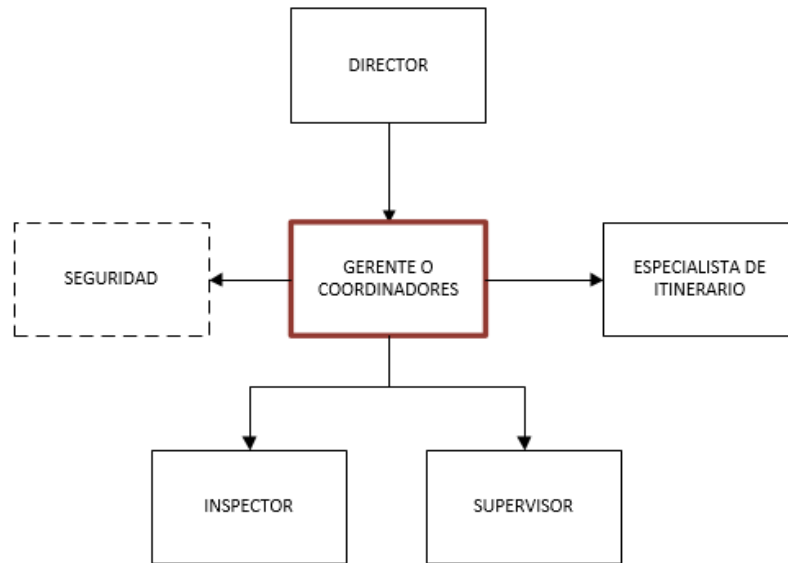 DIRECTOR
SEGURIDAD
GERENTE O
COORDINADORES
ESPECIALISTA DE
ITINERARIO
INSPECTOR
SUPERVISOR